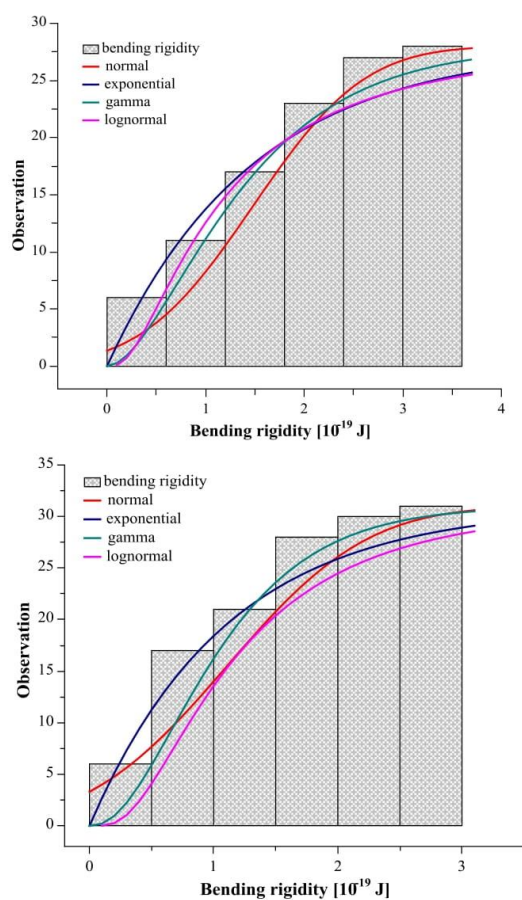 30
25
20
15
10
5
0
Observation
bending rigidity
normal
exponential
gamma
lognormal
0 1 2 3 4
Bending rigidity [10⁻¹⁹ J]
35
30
25
20
15
10
5
0
Observation
bending rigidity
normal
exponential
gamma
lognormal
0 1 2 3
Bending rigidity [10⁻¹⁹ J]